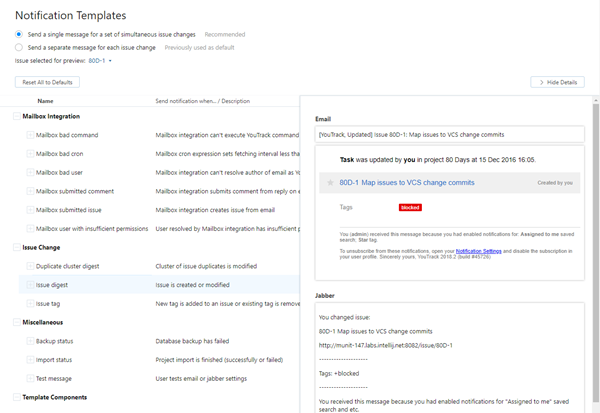 Notification Templates
Send a single message for a set of simultaneous issue changes Recommended
Send a separate message for each issue change Previously used as default
Issue selected for preview: 80D-1
Reset All to Defaults
Hide Details
Name Send notification when... / Description
Mailbox Integration
Mailbox bad command Mailbox integration can't execute YouTrack command
Mailbox bad cron Mailbox cron expression sets fetching interval less tha
Mailbox bad user Mailbox integration can't resolve author of email as Yo
Mailbox submitted comment Mailbox integration submits comment from reply on e
Mailbox submitted issue Mailbox integration creates issue from email
Mailbox user with insufficient permissions User resolved by Mailbox integration has insufficient p
Issue Change
Duplicate cluster digest Cluster of issue duplicates is modified
Issue digest Issue is created or modified
Issue tag New tag is added to an issue or existing tag is remove
Miscellaneous
Backup status Database backup has failed
Import status Project import is finished (successfully or failed)
Test message User tests email or jabber settings
Template Components
Email
[YouTrack, Updated] Issue 80D-1: Map issues to VCS change commits
Task was updated by you in project 80 Days at 15 Dec 2016 16:05.
80D-1 Map issues to VCS change commits Created by you
Tags blocked
You (admin) received this message because you had enabled notifications for: Assigned to me saved
search; Star tag.
To unsubscribe from these notifications, open your Notification Settings and disable the subscription in
your user profile. Sincerely yours, YouTrack 2018.2 (build #45726)
Jabber
You changed issue:
80D-1 Map issues to VCS change commits
http://munit-147.labs.intellij.net:8082/issue/80D-1
--------------------
Tags: +blocked
--------------------
You received this message because you had enabled notifications for "Assigned to me" saved
search and etc.